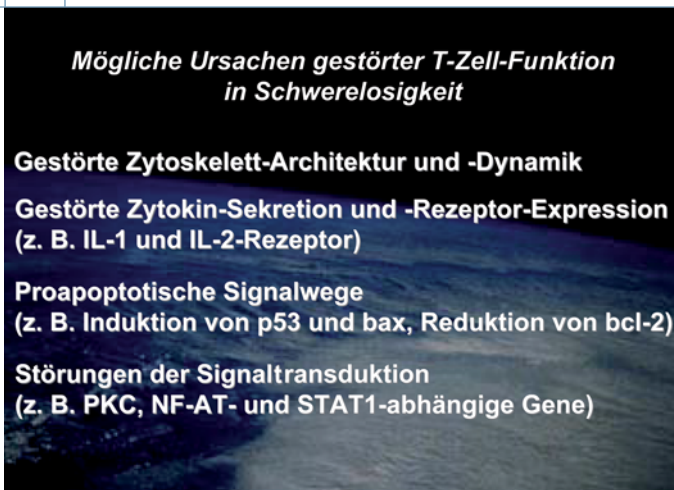 Mögliche Ursachen gestörter T-Zell-Funktion
in Schwerelosigkeit
Gestörte Zytoskelett-Architektur und -Dynamik
Gestörte Zytokin-Sekretion und -Rezeptor-Expression
(z. B. IL-1 und IL-2-Rezeptor)
Proapoptotische Signalwege
(z. B. Induktion von p53 und bax, Reduktion von bcl-2)
Störungen der Signaltransduktion
(z. B. PKC, NF-AT- und STAT1-abhängige Gene)